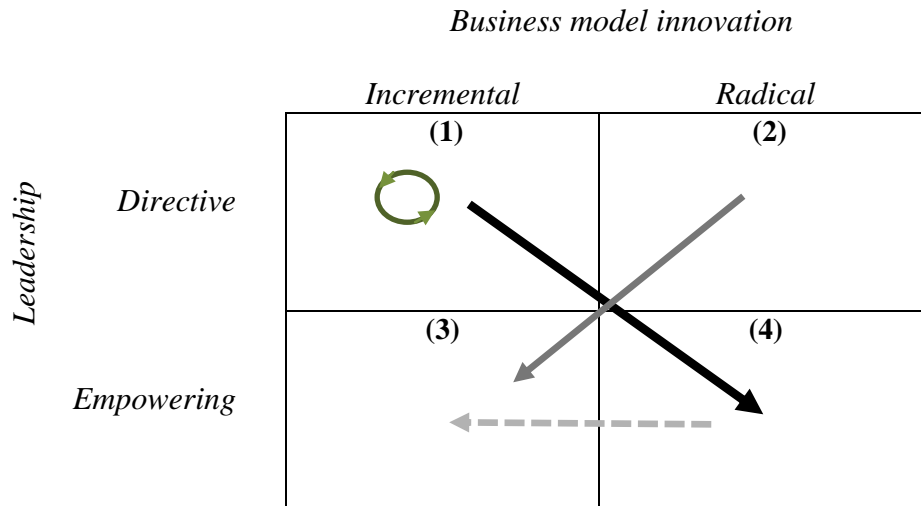 Business model innovation
Incremental Radical
(1) (2)
Leadership
Directive
(3) (4)
Empowering